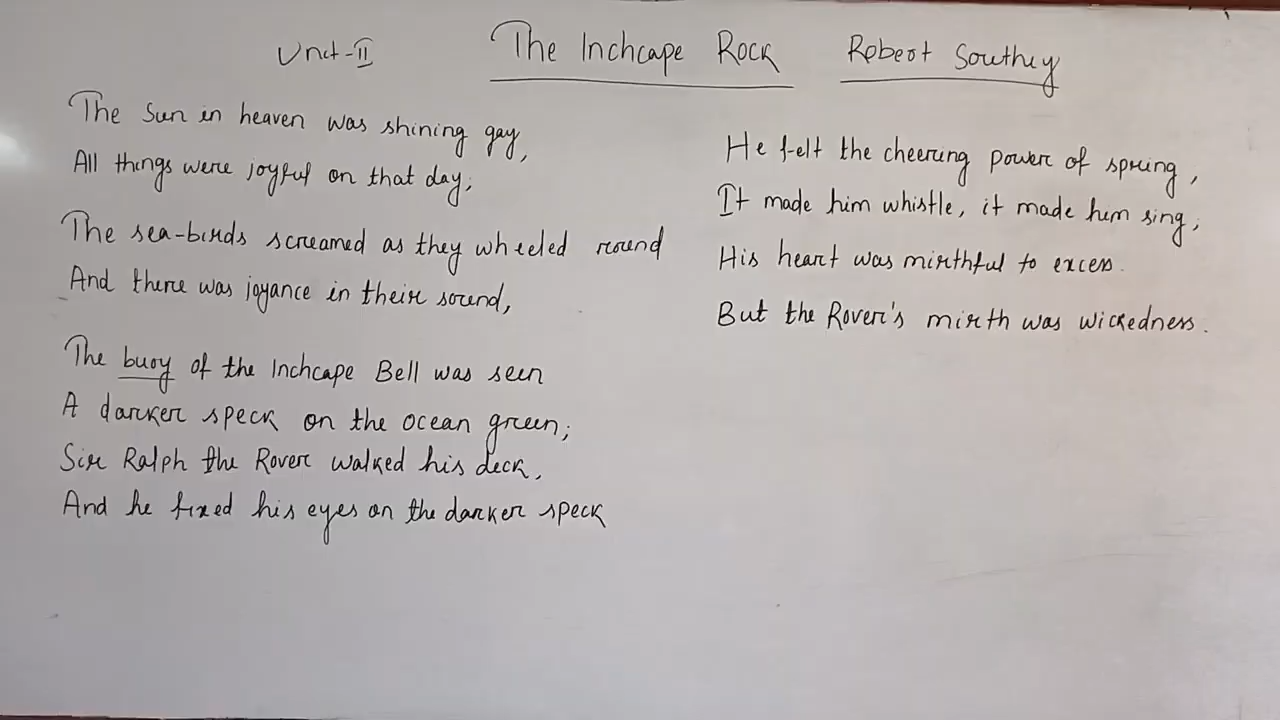 Unit-II The Inchcape Rock Robert Southey
The Sun in heaven was shining gay,
All things were joyful on that day;
The sea-birds screamed as they wheeled round
And there was joyance in their sound,
The buoy of the Inchcape Bell was seen
A darker speck on the ocean green;
Sir Ralph the Rover walked his deck,
And he fixed his eyes on the darker speck
He felt the cheering power of spring,
It made him whistle, it made him sing;
His heart was mirthful to excess.
But the Rover's mirth was wickedness.